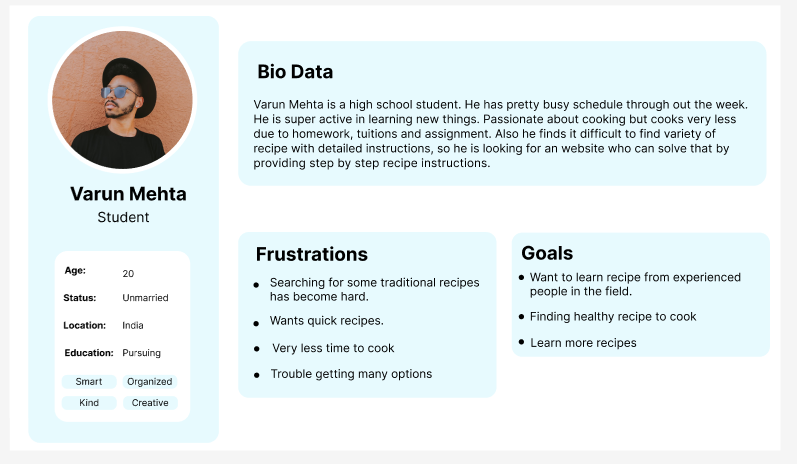 Varun Mehta
Student
Age: 20
Status: Unmarried
Location: India
Education: Pursuing
Smart Organized
Kind Creative
Bio Data
Varun Mehta is a high school student. He has pretty busy schedule through out the week.
He is super active in learning new things. Passionate about cooking but cooks very less
due to homework, tuitions and assignment. Also he finds it difficult to find variety of
recipe with detailed instructions, so he is looking for an website who can solve that by
providing step by step recipe instructions.
Frustrations
● Searching for some traditional recipes
has become hard.
● Wants quick recipes.
● Very less time to cook
● Trouble getting many options
Goals
● Want to learn recipe from experienced
people in the field.
● Finding healthy recipe to cook
● Learn more recipes